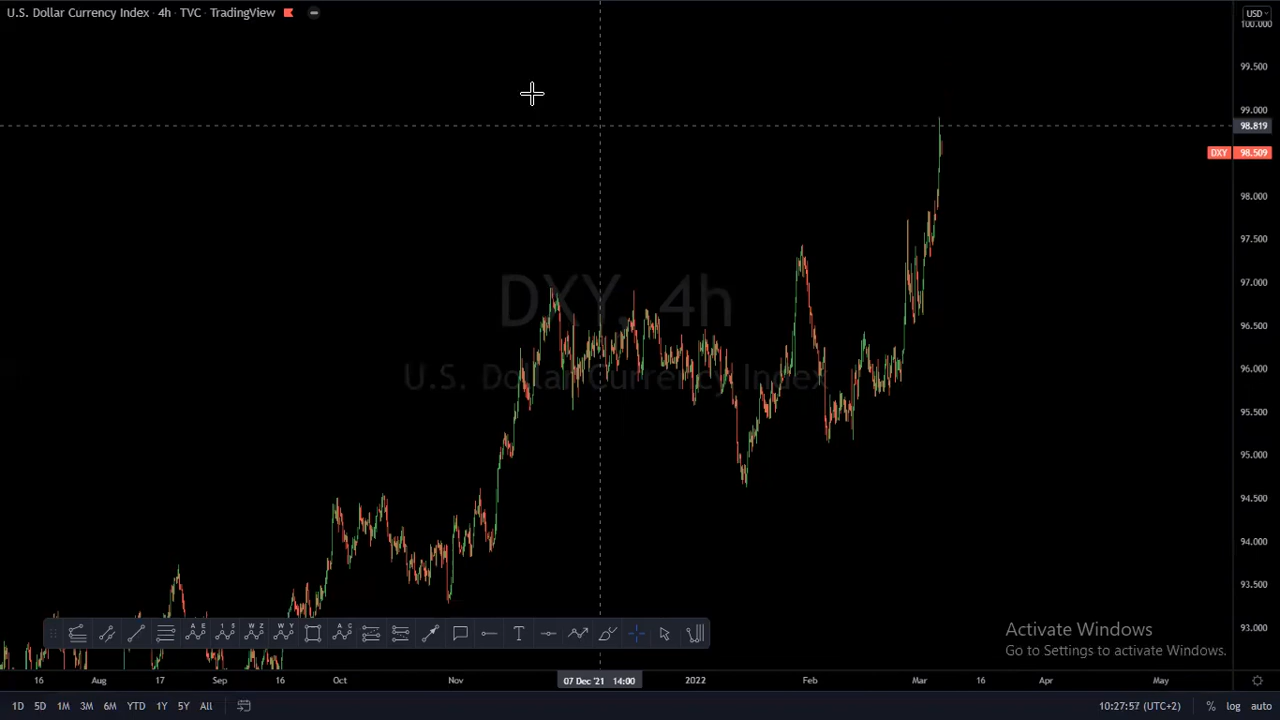 U.S. Dollar Currency Index · 4h · TVC · TradingView
USD
100.000
99.500
99.000
98.819
DXY 98.509
98.000
97.500
97.000
DXY, 4h
96.500
96.000
U.S. Dollar Currency Index
95.500
95.000
94.500
94.000
93.500
93.000
A E
1 5
W Z
W Y
A C
T
Activate Windows
Go to Settings to activate Windows.
16 Aug 17 Sep 16 Oct Nov 07 Dec '21 14:00 2022 Feb Mar 16 Apr May
1D 5D 1M 3M 6M YTD 1Y 5Y All 10:27:57 (UTC+2) % log auto